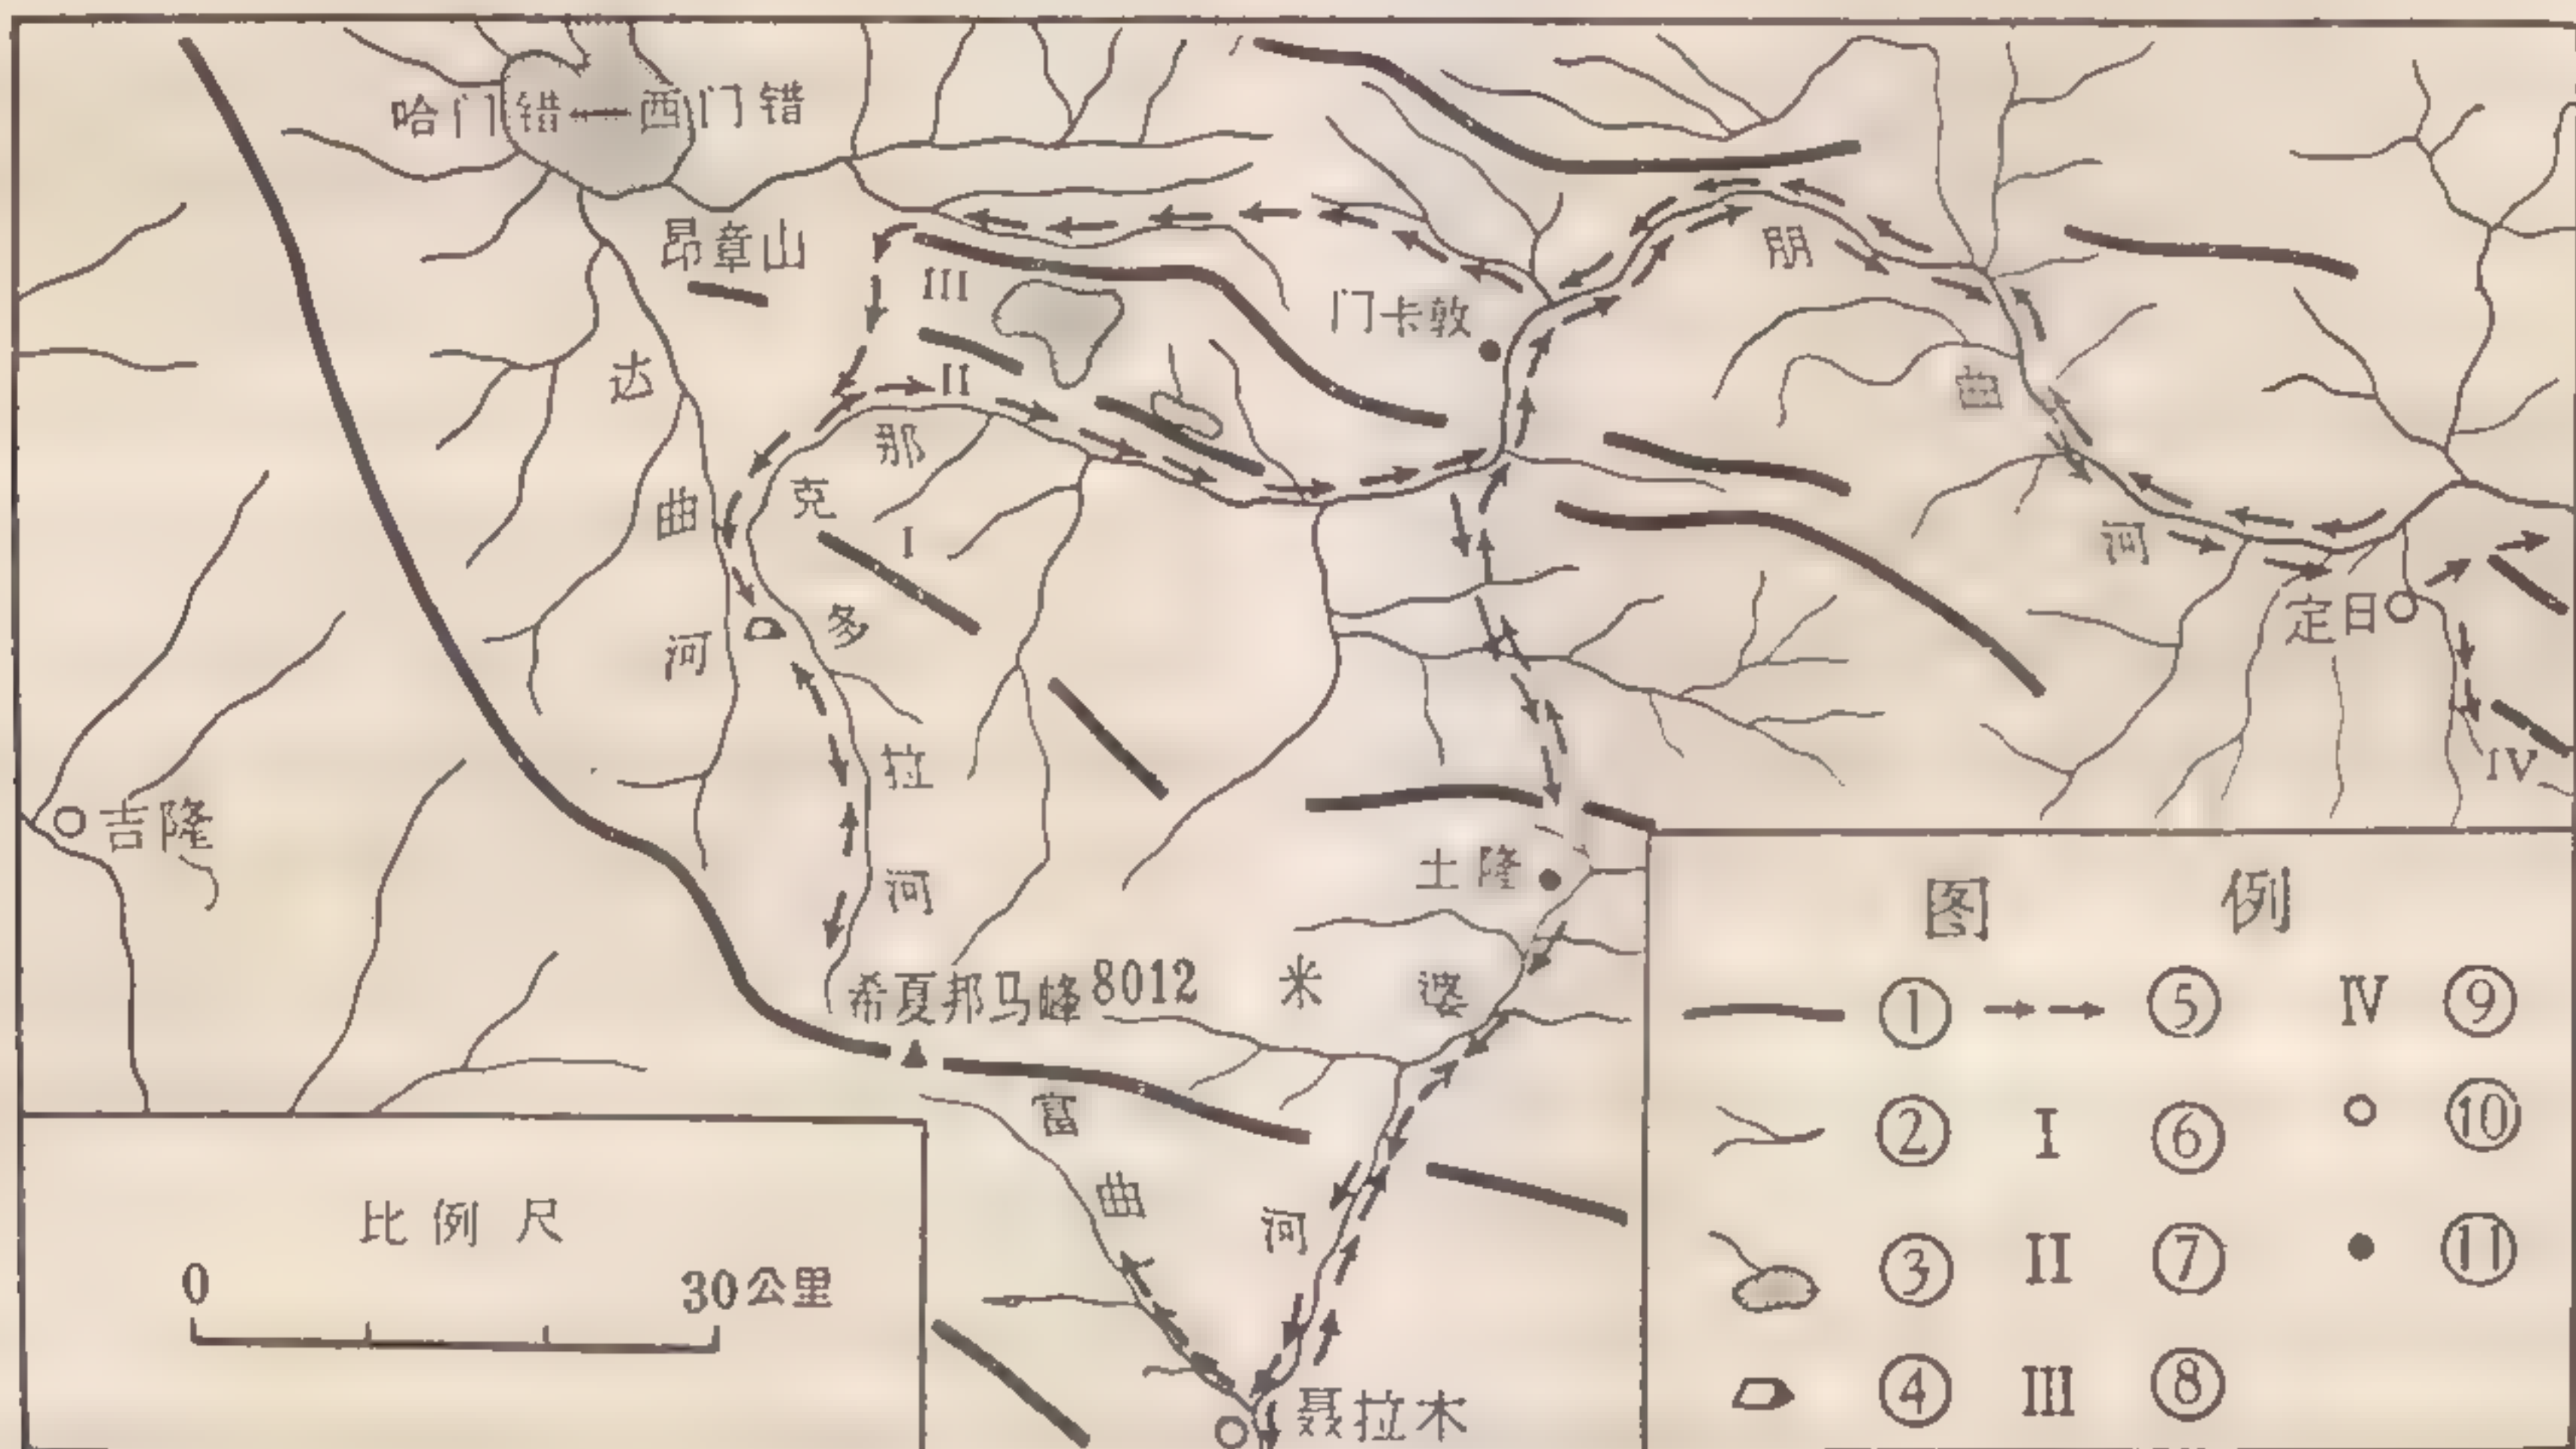 哈门错—西门错
昂章山
III
II
I
达
曲
河
那
克
多
拉
河
门卡敦
朋
曲
河
定日
IV
吉隆
土隆
希夏邦马峰8012
米
婆
河
富
曲
聂拉木
比例尺
0 30公里
图例
① ⑤ IV ⑨
② I ⑥ ⑩
③ II ⑦ ⑪
④ III ⑧